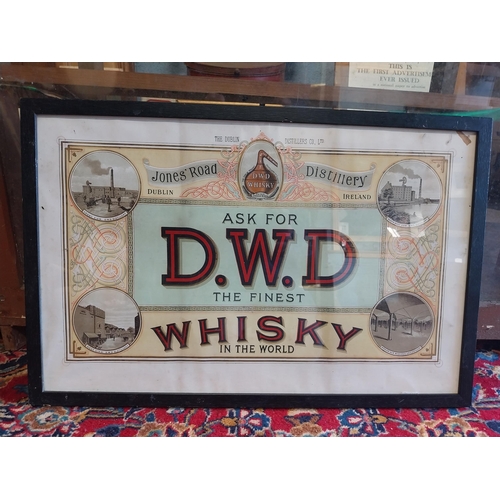 THIS IS
THE FIRST ADVERTISEMENT
EVER ISSUED
THE DUBLIN DISTILLERS CO., LTD.
Jones' Road Distillery
DUBLIN IRELAND
D.W.D
WHISKY
ASK FOR
D.W.D
THE FINEST
WHISKY
IN THE WORLD